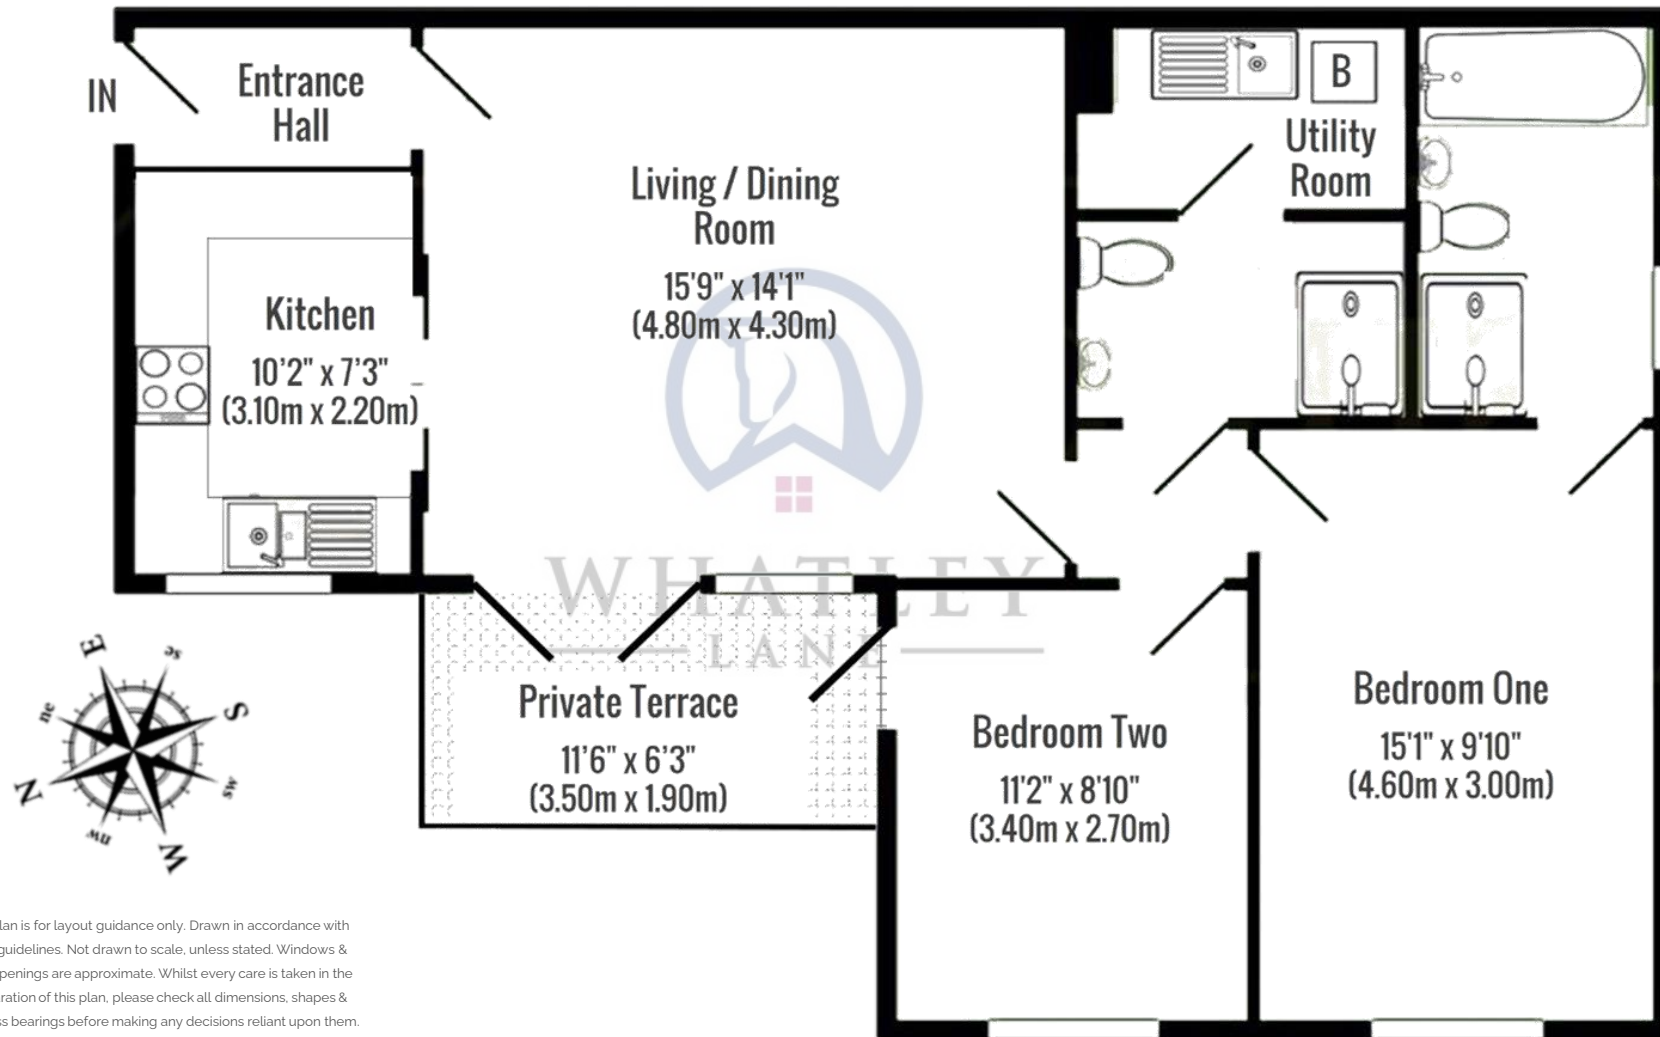 IN
Entrance
Hall
B
Utility
Room
Living / Dining
Room
15'9" x 14'1"
(4.80m x 4.30m)
Kitchen
10'2" x 7'3"
(3.10m x 2.20m)
WHATLEY
LANE
Private Terrace
11'6" x 6'3"
(3.50m x 1.90m)
Bedroom Two
11'2" x 8'10"
(3.40m x 2.70m)
Bedroom One
15'1" x 9'10"
(4.60m x 3.00m)
E
se
S
sw
W
nw
N
ne
is for layout guidance only. Drawn in accordance with
guidelines. Not drawn to scale, unless stated. Windows &
are approximate. Whilst every care is taken in the
of this plan, please check all dimensions, shapes &
bearings before making any decisions reliant upon them.